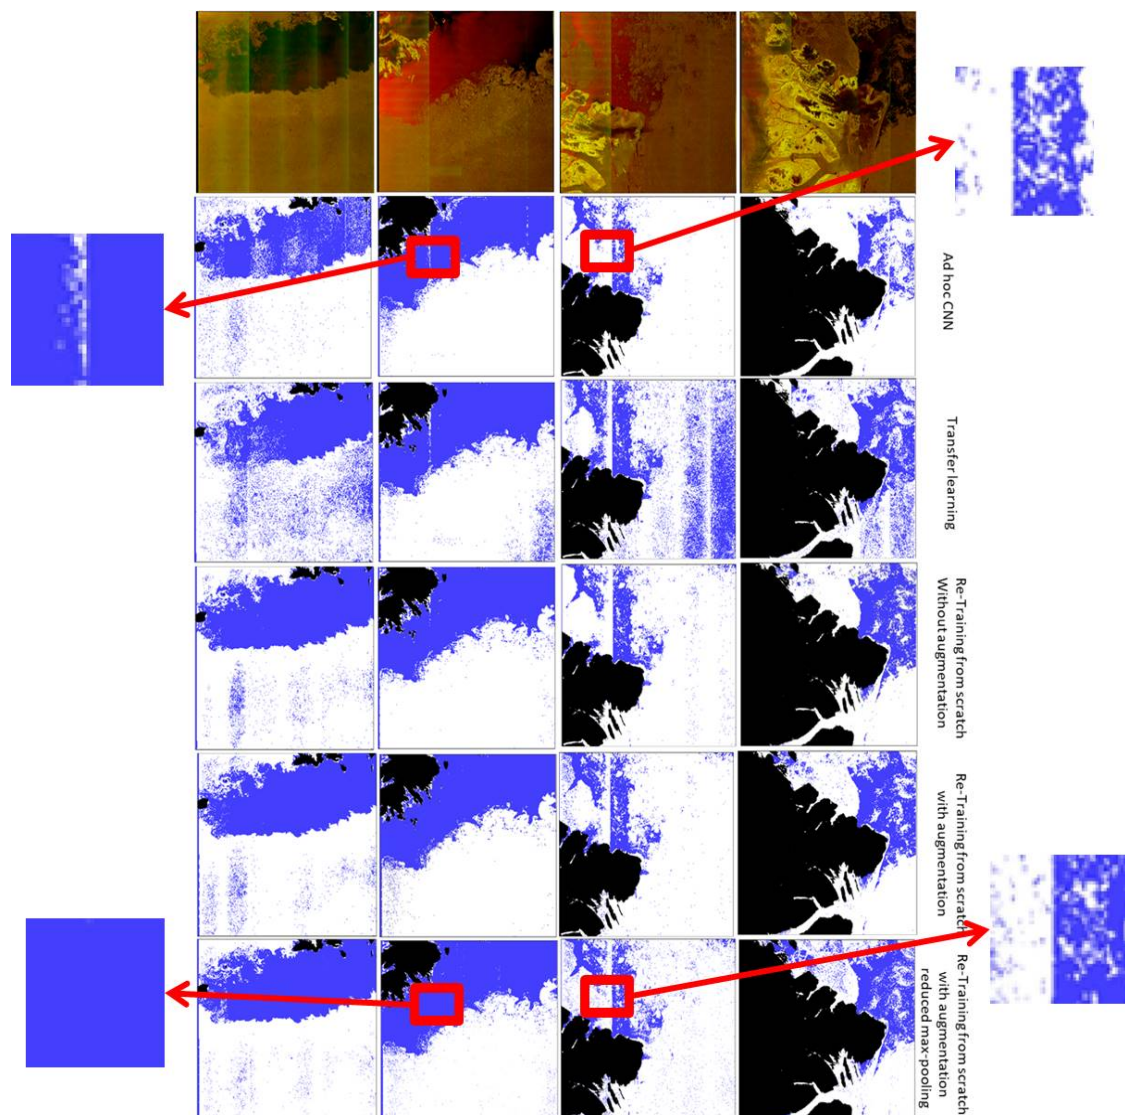 Ad hoc CNN
Transfer learning
Re-Training from scratch
Without augmentation
Re-Training from scratch
with augmentation
Re-Training from scratch
with augmentation
reduced max-pooling